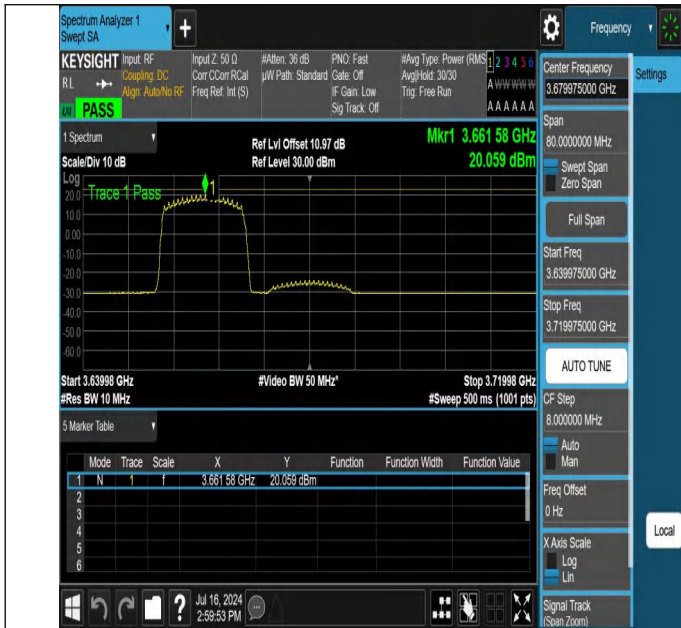 Spectrum Analyzer 1
Swept SA
+
Frequency
KEYSIGHT
RL
PASS
Input: RF
Coupling: DC
Align: Auto/No RF
Input Z: 50 Ω
Corr CCorr RCal
Freq Ref: Int (S)
#Atten: 36 dB
µW Path: Standard
PNO: Fast
Gate: Off
IF Gain: Low
Sig Track: Off
#Avg Type: Power (RMS
Avg|Hold: 30/30
Trig: Free Run
1 2 3 4 5 6
A W W W W W
A A A A A A
1 Spectrum
Scale/Div 10 dB
Ref Lvl Offset 10.97 dB
Ref Level 30.00 dBm
Mkr1 3.661 58 GHz
20.059 dBm
Log
Trace 1 Pass
1
20.0
10.0
0.00
-10.0
-20.0
-30.0
-40.0
-50.0
-60.0
Start 3.63998 GHz
#Res BW 10 MHz
#Video BW 50 MHz*
Stop 3.71998 GHz
#Sweep 500 ms (1001 pts)
5 Marker Table
Mode Trace Scale X Y Function Function Width Function Value
1 N 1 f 3.661 58 GHz 20.059 dBm
2
3
4
5
6
Jul 16, 2024
2:59:53 PM
?
Center Frequency
3.679975000 GHz
Span
80.0000000 MHz
Swept Span
Zero Span
Full Span
Start Freq
3.639975000 GHz
Stop Freq
3.719975000 GHz
AUTO TUNE
CF Step
8.000000 MHz
Auto
Man
Freq Offset
0 Hz
X Axis Scale
Log
Lin
Signal Track
(Span Zoom)
Settings
Local